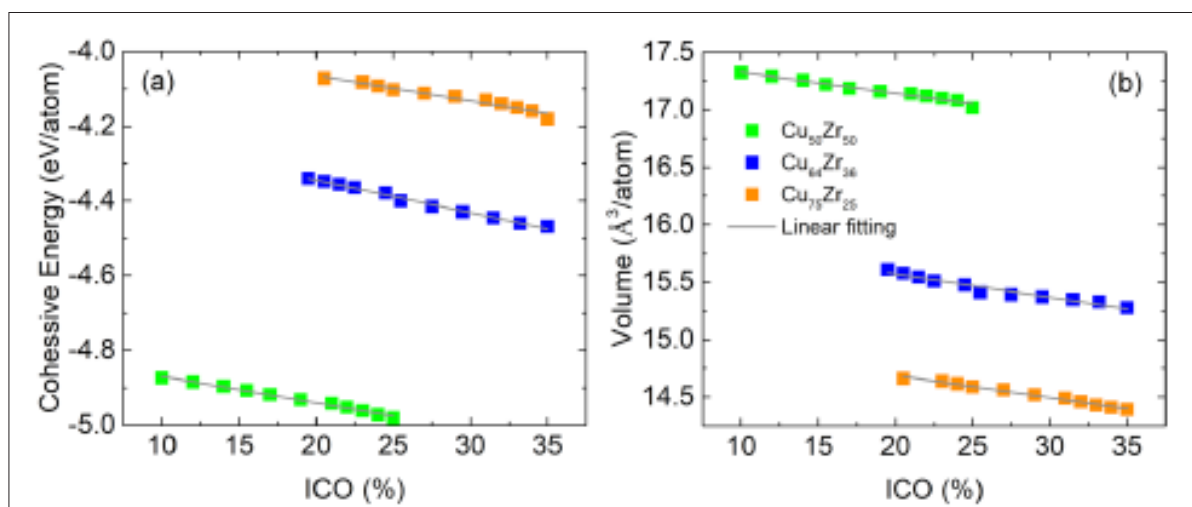 (a)
Cohessive Energy (eV/atom)
-4.0
-4.2
-4.4
-4.6
-4.8
-5.0
10 15 20 25 30 35
ICO (%)
(b)
Volume (Å³/atom)
17.5
17.0
16.5
16.0
15.5
15.0
14.5
Cu₅₀Zr₅₀
Cu₆₄Zr₃₆
Cu₇₅Zr₂₅
Linear fitting
10 15 20 25 30 35
ICO (%)